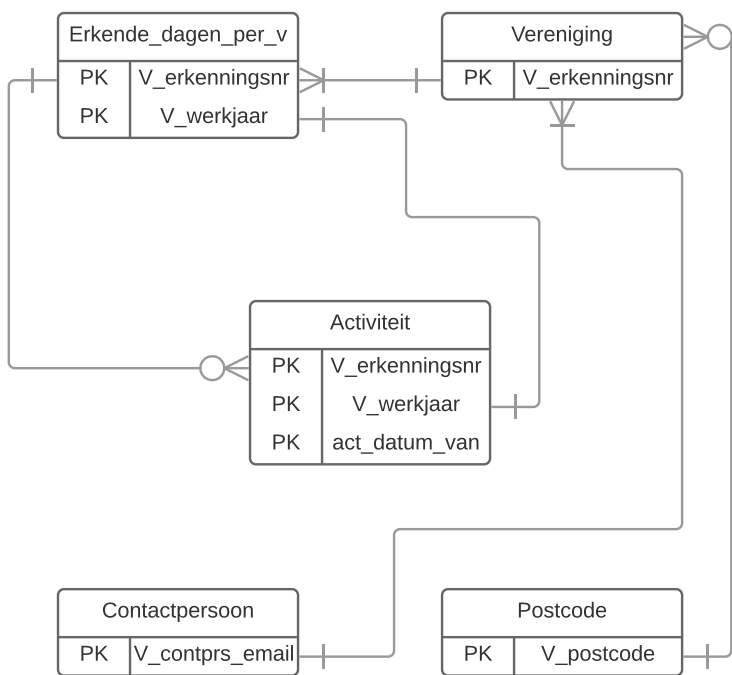 Erkende_dagen_per_v
PK V_erkenningsnr
PK V_werkjaar
Vereniging
PK V_erkenningsnr
Activiteit
PK V_erkenningsnr
PK V_werkjaar
PK act_datum_van
Contactpersoon
PK V_contprs_email
Postcode
PK V_postcode